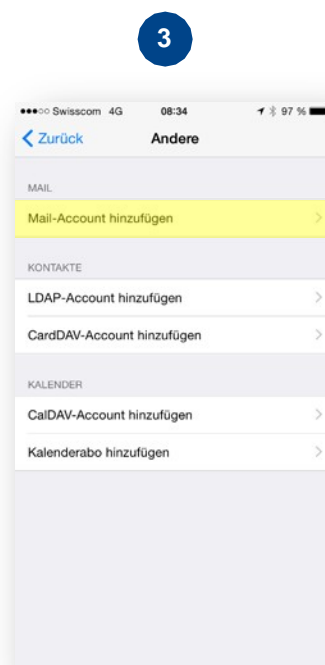 3
Swisscom 4G 08:34 97 %
Zurück Andere
MAIL
Mail-Account hinzufügen
KONTAKTE
LDAP-Account hinzufügen
CardDAV-Account hinzufügen
KALENDER
CalDAV-Account hinzufügen
Kalenderabo hinzufügen